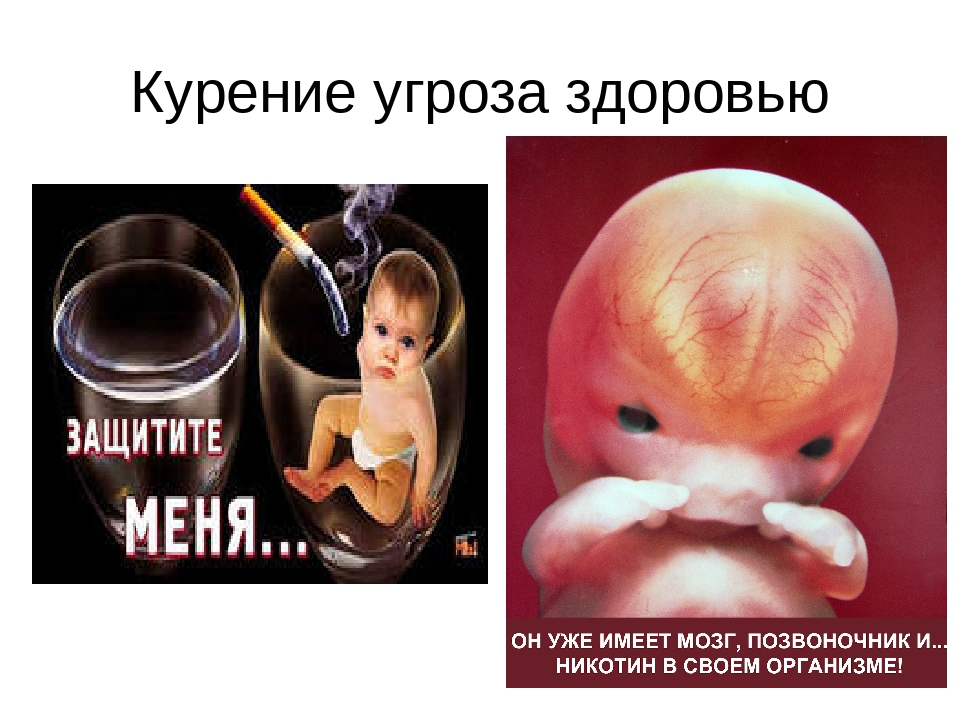 Курение угроза здоровью
ЗАЩИТИТЕ
МЕНЯ...
ОН УЖЕ ИМЕЕТ МОЗГ, ПОЗВОНОЧНИК И...
НИКОТИН В СВОЕМ ОРГАНИЗМЕ!